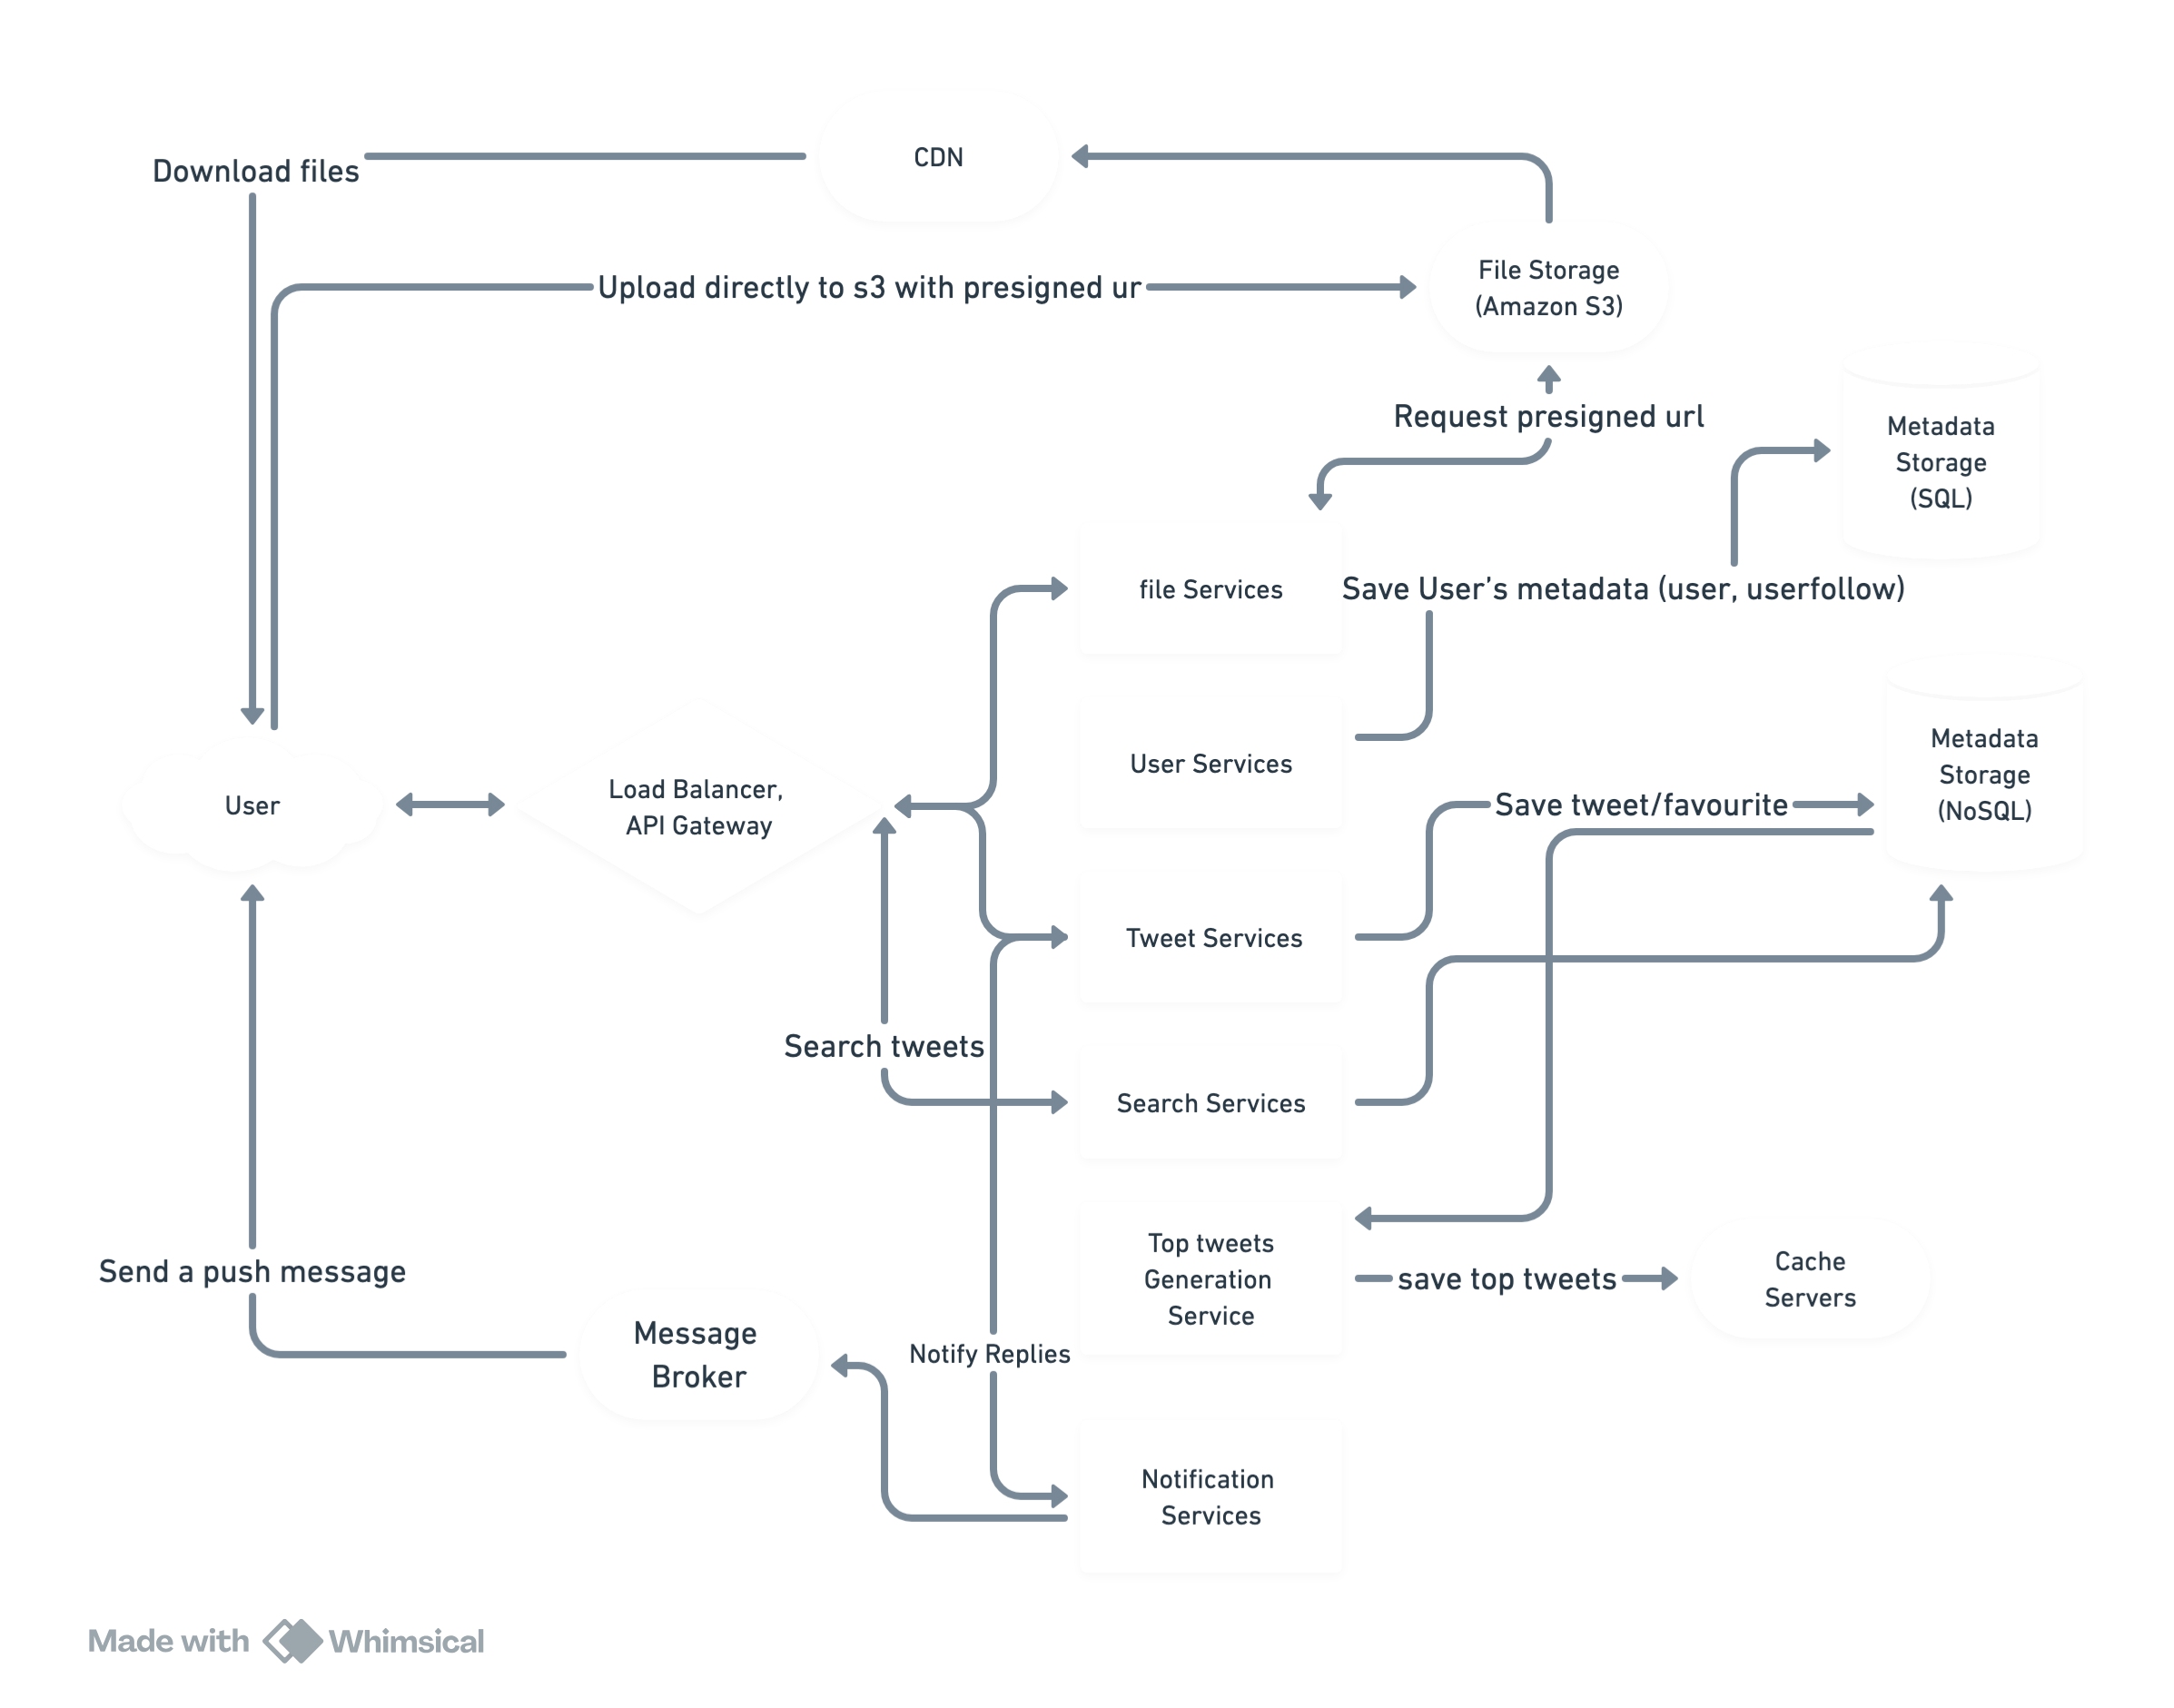 CDN
Download files
File Storage
(Amazon S3)
Upload directly to s3 with presigned ur
Request presigned url
Metadata
Storage
(SQL)
file Services
Save User’s metadata (user, userfollow)
User Services
Metadata
Storage
(NoSQL)
User
Load Balancer,
API Gateway
Save tweet/favourite
Tweet Services
Search tweets
Search Services
Top tweets
Generation
Service
save top tweets
Cache
Servers
Send a push message
Message
Broker
Notify Replies
Notification
Services
Made with Whimsical